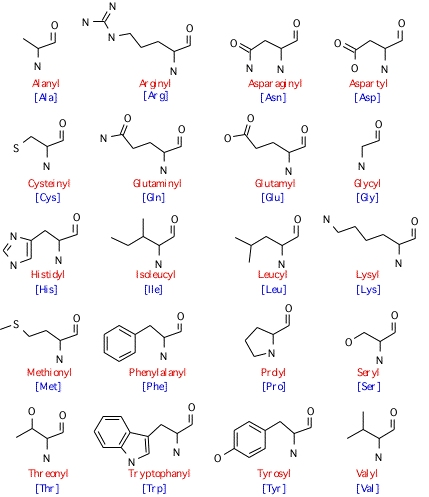 O
N
Alanyl
[Ala]
N
N
N
O
N
Arginyl
[Arg]
O
N
O
N
Asparaginyl
[Asn]
O
O
O
N
Aspartyl
[Asp]
S
O
N
Cysteinyl
[Cys]
N
O
O
N
Glutaminyl
[Gln]
O
O
O
N
Glutamyl
[Glu]
O
N
Glycyl
[Gly]
N
N
O
N
Histidyl
[His]
O
N
Isoleucyl
[Ile]
O
N
Leucyl
[Leu]
N
O
N
Lysyl
[Lys]
S
O
N
Methionyl
[Met]
O
N
Phenylalanyl
[Phe]
O
N
Prolyl
[Pro]
O
O
N
Seryl
[Ser]
O
O
N
Threonyl
[Thr]
N
O
N
Tryptophanyl
[Trp]
O
O
N
Tyrosyl
[Tyr]
O
N
Valyl
[Val]